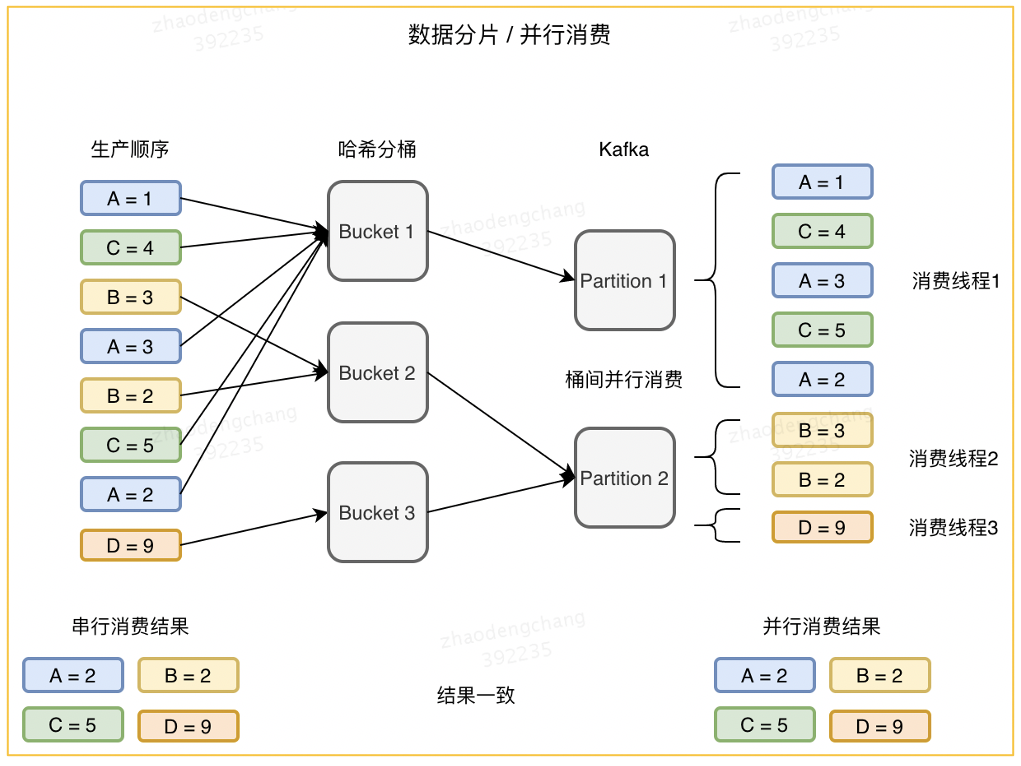 数据分片 / 并行消费
zhaodengchang
392235
zhaodengchang
392235
生产顺序
哈希分桶
Kafka
A = 1
C = 4
B = 3
A = 3
B = 2
C = 5
A = 2
D = 9
Bucket 1
Bucket 2
Bucket 3
zhaodengchang
392235
Partition 1
桶间并行消费
Partition 2
A = 1
C = 4
A = 3
C = 5
A = 2
消费线程1
B = 3
B = 2
消费线程2
D = 9
消费线程3
zhaodengchang
392235
zhaodengchang
392235
串行消费结果
A = 2
B = 2
C = 5
D = 9
zhaodengchang
392235
结果一致
并行消费结果
A = 2
B = 2
C = 5
D = 9